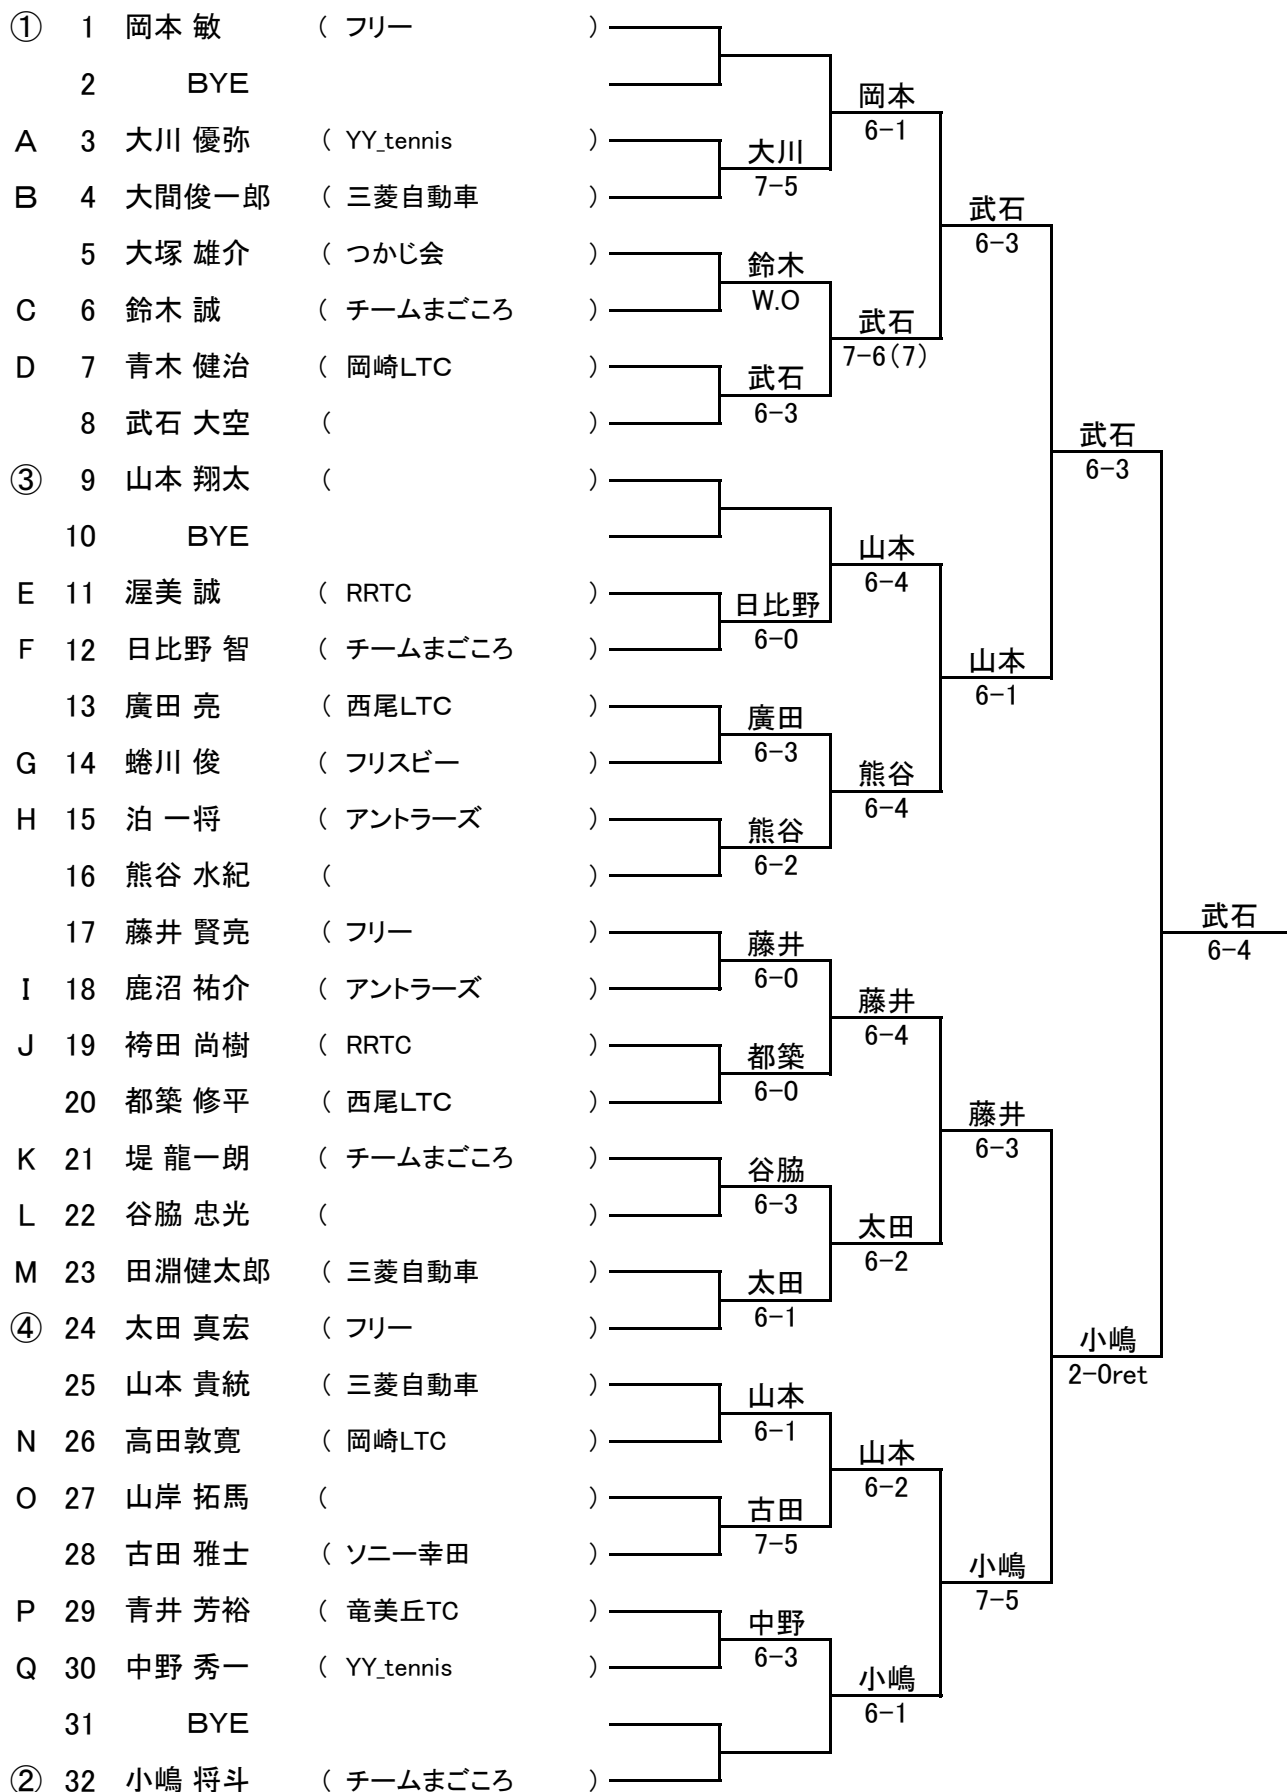 ① 1 岡本 敏 ( フリー )
2 BYE
岡本
6-1
A 3 大川 優弥 ( YY_tennis )
大川
7-5
B 4 大間俊一郎 ( 三菱自動車 )
武石
6-3
5 大塚 雄介 ( つかじ会 )
鈴木
W.O
C 6 鈴木 誠 ( チームまごころ )
武石
7-6(7)
D 7 青木 健治 ( 岡崎LTC )
武石
6-3
8 武石 大空 ( )
武石
6-3
③ 9 山本 翔太 ( )
10 BYE
山本
6-4
E 11 渥美 誠 ( RRTC )
日比野
6-0
F 12 日比野 智 ( チームまごころ )
山本
6-1
13 廣田 亮 ( 西尾LTC )
廣田
6-3
G 14 蜷川 俊 ( フリスビー )
熊谷
6-4
H 15 泊 一将 ( アントラーズ )
熊谷
6-2
16 熊谷 水紀 ( )
武石
6-4
17 藤井 賢亮 ( フリー )
藤井
6-0
I 18 鹿沼 祐介 ( アントラーズ )
藤井
6-4
J 19 袴田 尚樹 ( RRTC )
都築
6-0
20 都築 修平 ( 西尾LTC )
藤井
6-3
K 21 堤 龍一朗 ( チームまごころ )
谷脇
6-3
L 22 谷脇 忠光 ( )
太田
6-2
M 23 田淵健太郎 ( 三菱自動車 )
太田
6-1
④ 24 太田 真宏 ( フリー )
小嶋
2-0ret
25 山本 貴統 ( 三菱自動車 )
山本
6-1
N 26 高田敦寛 ( 岡崎LTC )
山本
6-2
O 27 山岸 拓馬 ( )
古田
7-5
28 古田 雅士 ( ソニー幸田 )
小嶋
7-5
P 29 青井 芳裕 ( 竜美丘TC )
中野
6-3
Q 30 中野 秀一 ( YY_tennis )
小嶋
6-1
31 BYE
② 32 小嶋 将斗 ( チームまごころ )